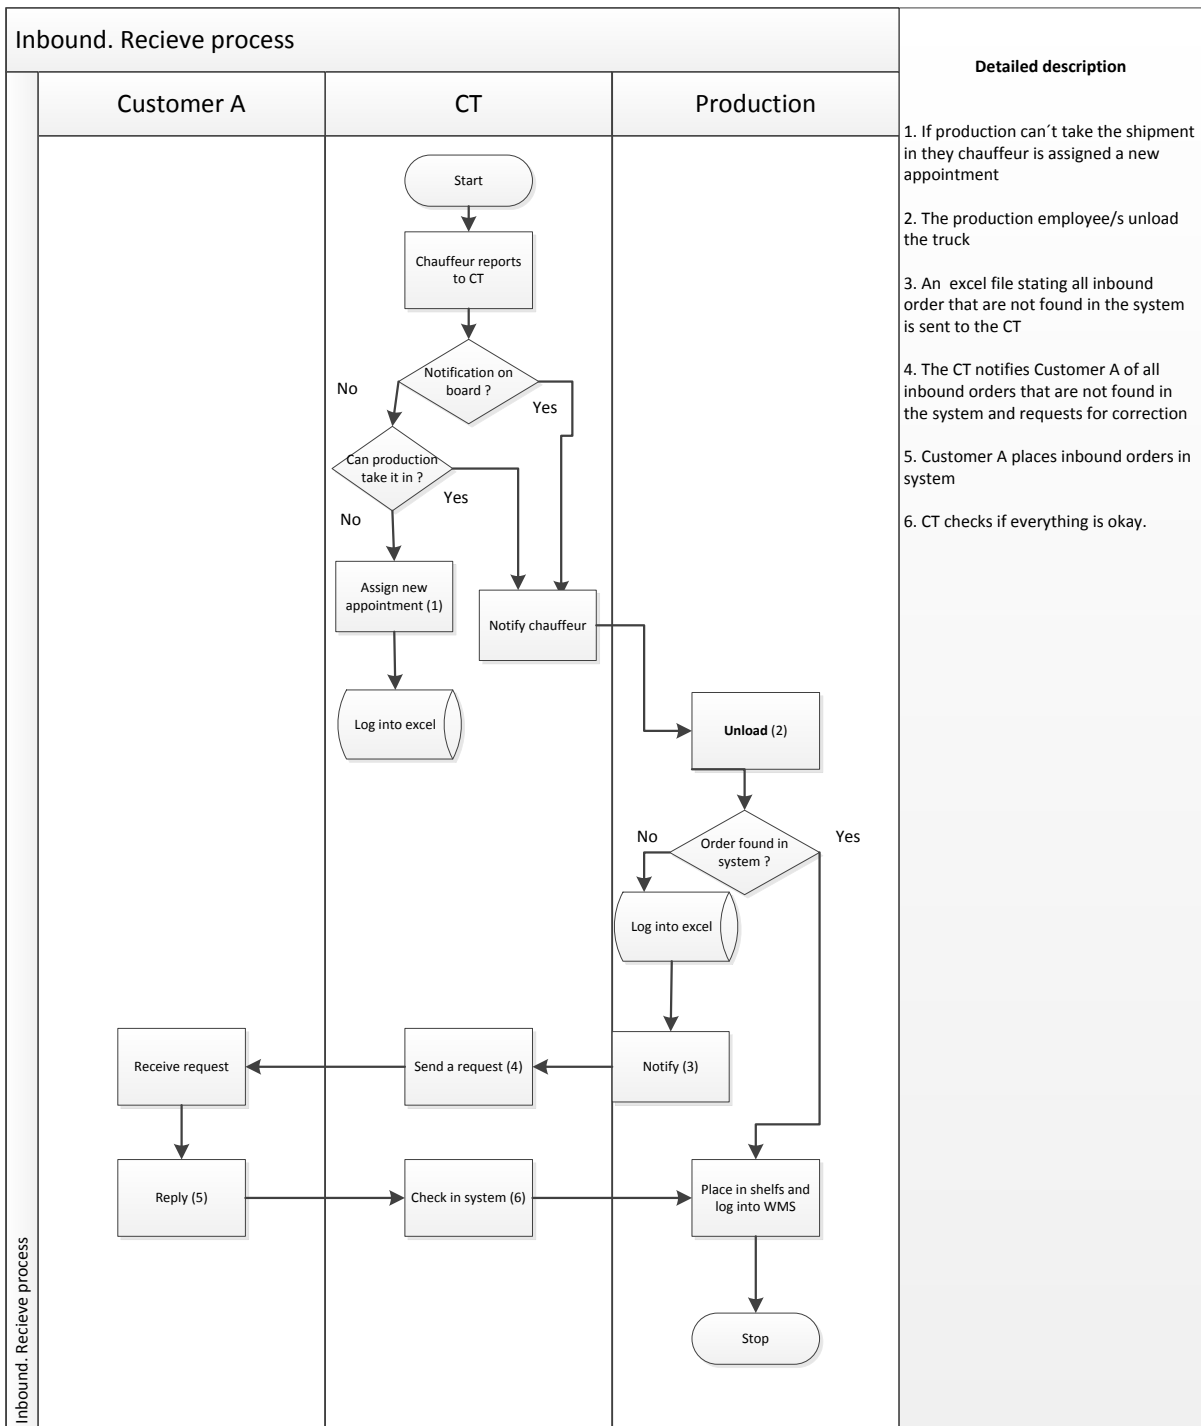 Inbound. Recieve process
Customer A
CT
Production
Start
Chauffeur reports
to CT
Notification on
board ?
No
Yes
Can production
take it in ?
Yes
No
Assign new
appointment (1)
Notify chauffeur
Log into excel
Unload (2)
No
Yes
Order found in
system ?
Log into excel
Receive request
Send a request (4)
Notify (3)
Reply (5)
Check in system (6)
Place in shelfs and
log into WMS
Stop
Inbound. Recieve process
Detailed description
1. If production can´t take the shipment
in they chauffeur is assigned a new
appointment
2. The production employee/s unload
the truck
3. An  excel file stating all inbound
order that are not found in the system
is sent to the CT
4. The CT notifies Customer A of all
inbound orders that are not found in
the system and requests for correction
5. Customer A places inbound orders in
system
6. CT checks if everything is okay.